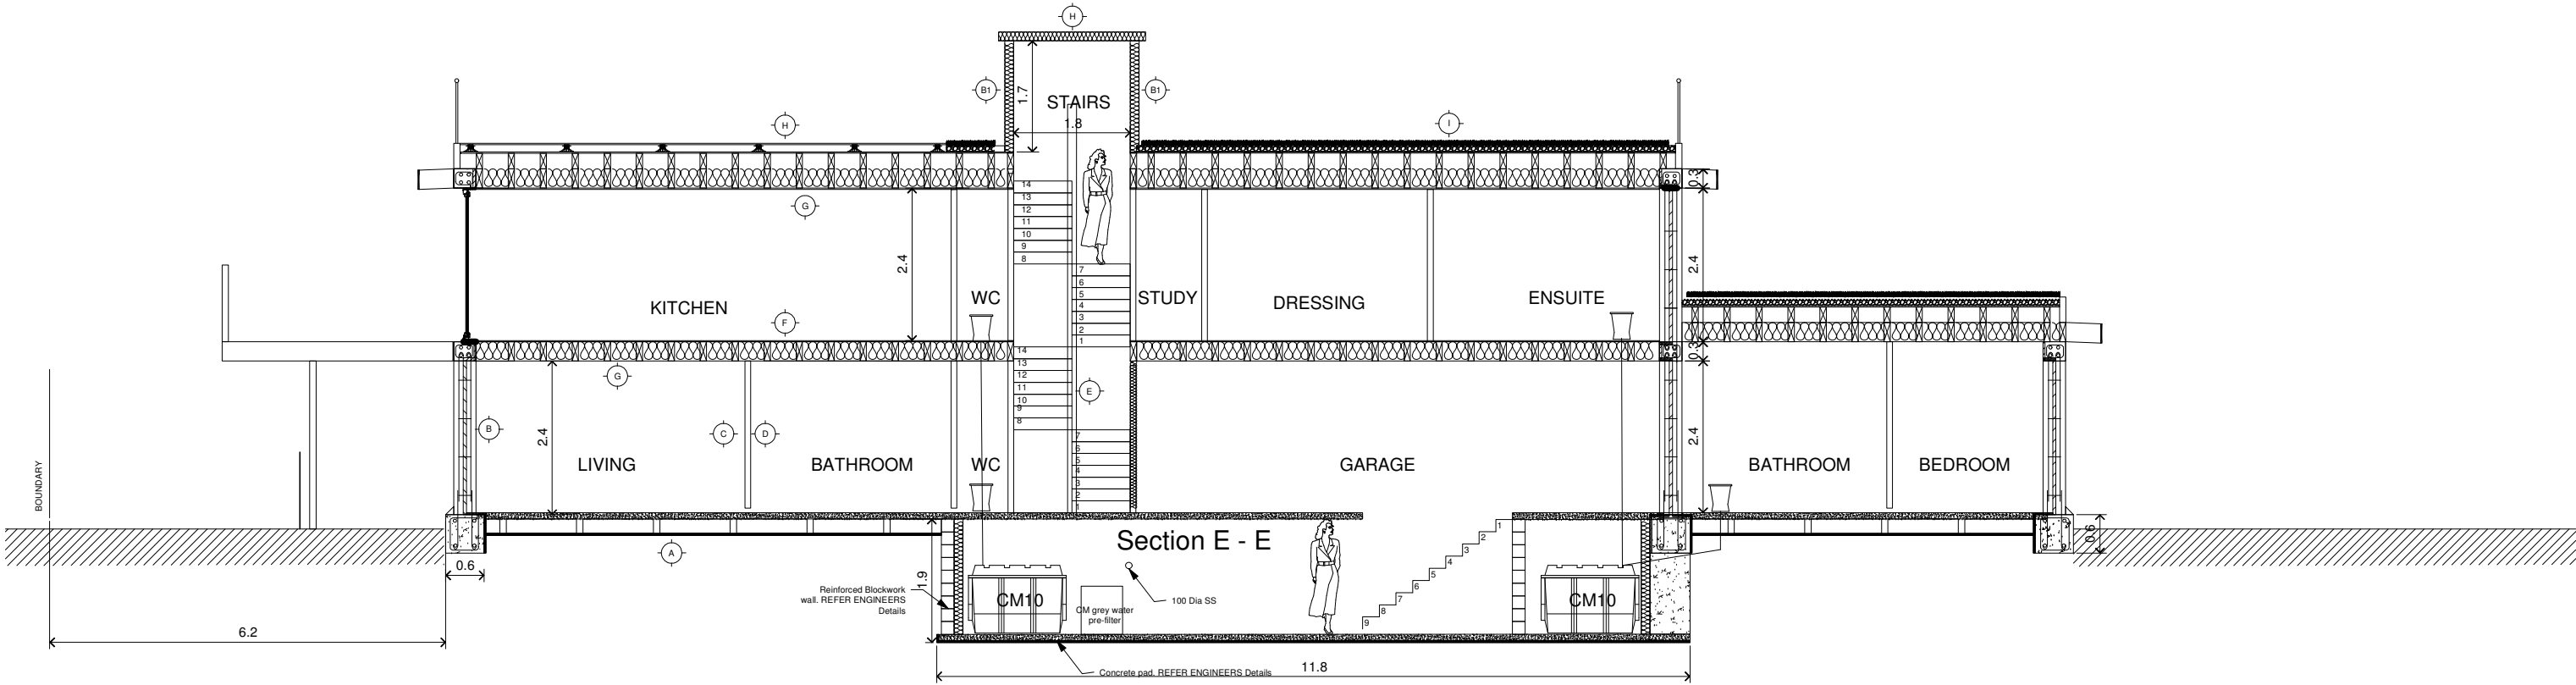 H
B1
1.7
B1
STAIRS
1.8
H
I
14
13
12
11
10
9
8
0.3
G
2.4
2.4
7
6
5
4
3
2
1
KITCHEN
WC
STUDY
DRESSING
ENSUITE
F
14
13
12
11
10
9
8
0.3
G
E
B
C
D
2.4
2.4
7
6
5
4
3
2
1
LIVING
BATHROOM
WC
GARAGE
BATHROOM
BEDROOM
BOUNDARY
Section E - E
1
2
3
4
5
6
7
8
9
A
0.6
0.6
1.9
Reinforced Blockwork
wall. REFER ENGINEERS
Details
CM10
CM grey water
pre-filter
100 Dia SS
CM10
6.2
11.8
Concrete pad. REFER ENGINEERS Details